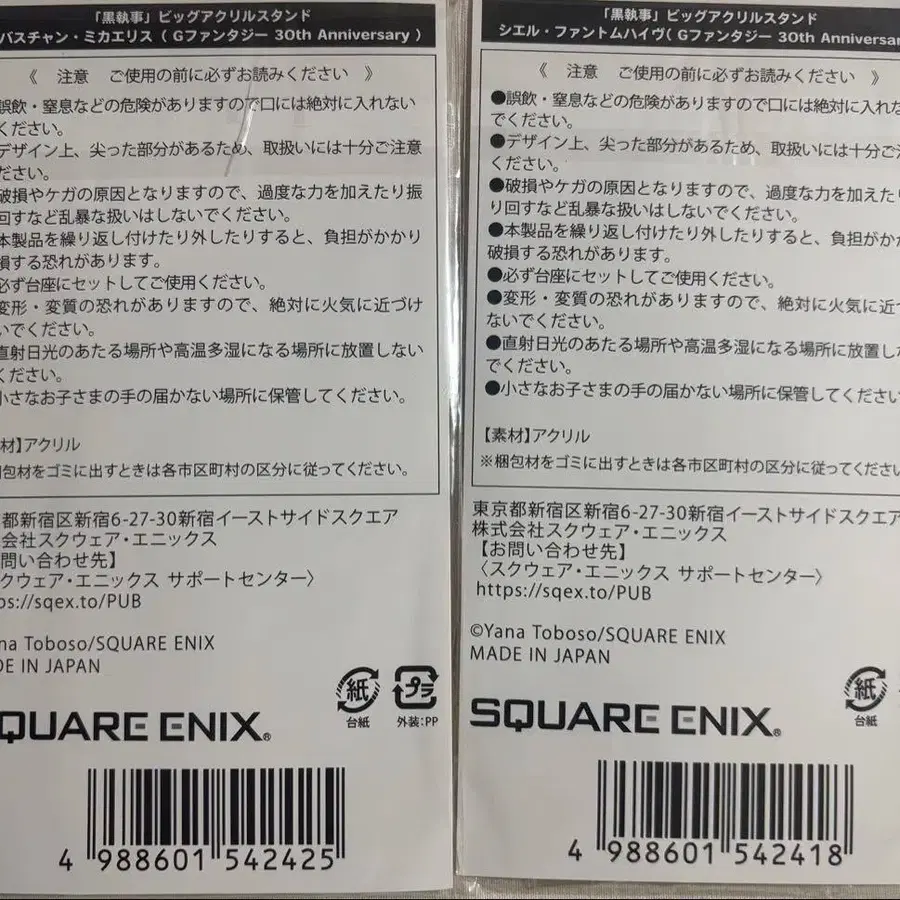 「黒執事」ビッグアクリルスタンド
バスチャン・ミカエリス（Gファンタジー 30th Anniversary）
《 注意 ご使用の前に必ずお読みください 》
誤飲・窒息などの危険がありますので口には絶対に入れない
ください。
デザイン上、尖った部分があるため、取扱いには十分ご注意
ださい。
破損やケガの原因となりますので、過度な力を加えたり振
回すなど乱暴な扱いはしないでください。
本製品を繰り返し付けたり外したりすると、負担がかかり
損する恐れがあります。
必ず台座にセットしてご使用ください。
変形・変質の恐れがありますので、絶対に火気に近づけ
いでください。
直射日光のあたる場所や高温多湿になる場所に放置しない
ください。
小さなお子さまの手の届かない場所に保管してください。
材】アクリル
包材をゴミに出すときは各市区町村の区分に従ってください。
都新宿区新宿6-27-30新宿イーストサイドスクエア
会社スクウェア・エニックス
問い合わせ先】
クウェア・エニックス サポートセンター〉
ps://sqex.to/PUB
na Toboso/SQUARE ENIX
DE IN JAPAN
紙
台紙
プラ
外装:PP
QUARE ENIX®
4 988601 542425
「黒執事」ビッグアクリルスタンド
シエル・ファントムハイヴ（Gファンタジー 30th Anniversar
《 注意 ご使用の前に必ずお読みください 》
●誤飲・窒息などの危険がありますので口には絶対に入れな
でください。
●デザイン上、尖った部分があるため、取扱いには十分ご注
ください。
●破損やケガの原因となりますので、過度な力を加えたり
り回すなど乱暴な扱いはしないでください。
●本製品を繰り返し付けたり外したりすると、負担がか
破損する恐れがあります。
●必ず台座にセットしてご使用ください。
●変形・変質の恐れがありますので、絶対に火気に近づ
ないでください。
●直射日光のあたる場所や高温多湿になる場所に放置し
でください。
●小さなお子さまの手の届かない場所に保管してください
【素材】アクリル
※梱包材をゴミに出すときは各市区町村の区分に従ってください
東京都新宿区新宿6-27-30新宿イーストサイドスクエア
株式会社スクウェア・エニックス
【お問い合わせ先】
〈スクウェア・エニックス サポートセンター〉
https://sqex.to/PUB
©Yana Toboso/SQUARE ENIX
MADE IN JAPAN
紙
台紙
SQUARE ENIX®
4 988601 542418